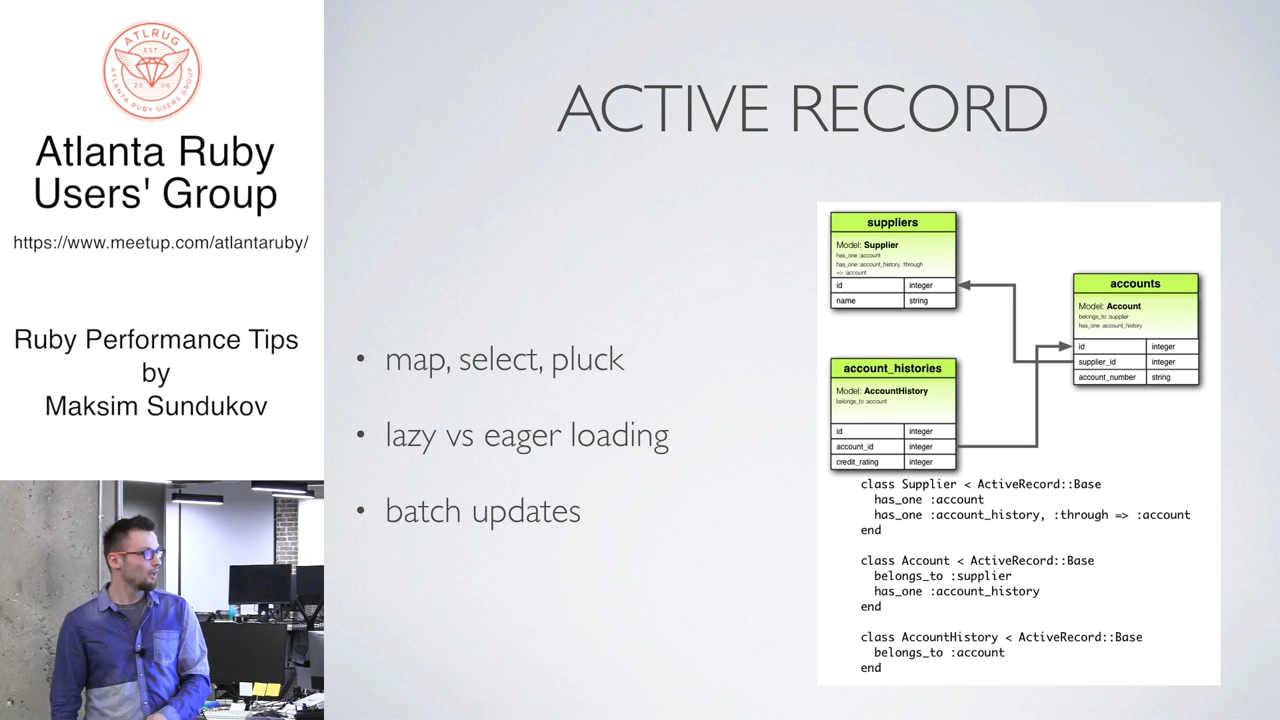 ATLRUG
EST
20 06
ATLANTA RUBY USERS GROUP
Atlanta Ruby
Users' Group
https://www.meetup.com/atlantaruby/
Ruby Performance Tips
by
Maksim Sundukov
ACTIVE RECORD
• map, select, pluck
• lazy vs eager loading
• batch updates
suppliers
Model: Supplier
has_one :account
has_one :account_history, :through
=> :account
id integer
name string
accounts
Model: Account
belongs_to :supplier
has_one :account_history
id integer
supplier_id integer
account_number string
account_histories
Model: AccountHistory
belongs_to :account
id integer
account_id integer
credit_rating integer
class Supplier < ActiveRecord::Base
has_one :account
has_one :account_history, :through => :account
end
class Account < ActiveRecord::Base
belongs_to :supplier
has_one :account_history
end
class AccountHistory < ActiveRecord::Base
belongs_to :account
end